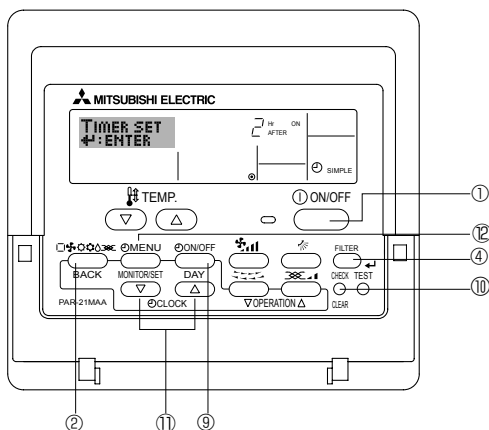 MITSUBISHI ELECTRIC
TIMER SET
↵:ENTER
2 Hr ON
AFTER
SIMPLE
TEMP.
ON/OFF
①
MENU
ON/OFF
FILTER
⑫
BACK
MONITOR/SET
DAY
CHECK TEST
④
PAR-21MAA
CLOCK
OPERATION
CLEAR
⑩
② ⑪ ⑨